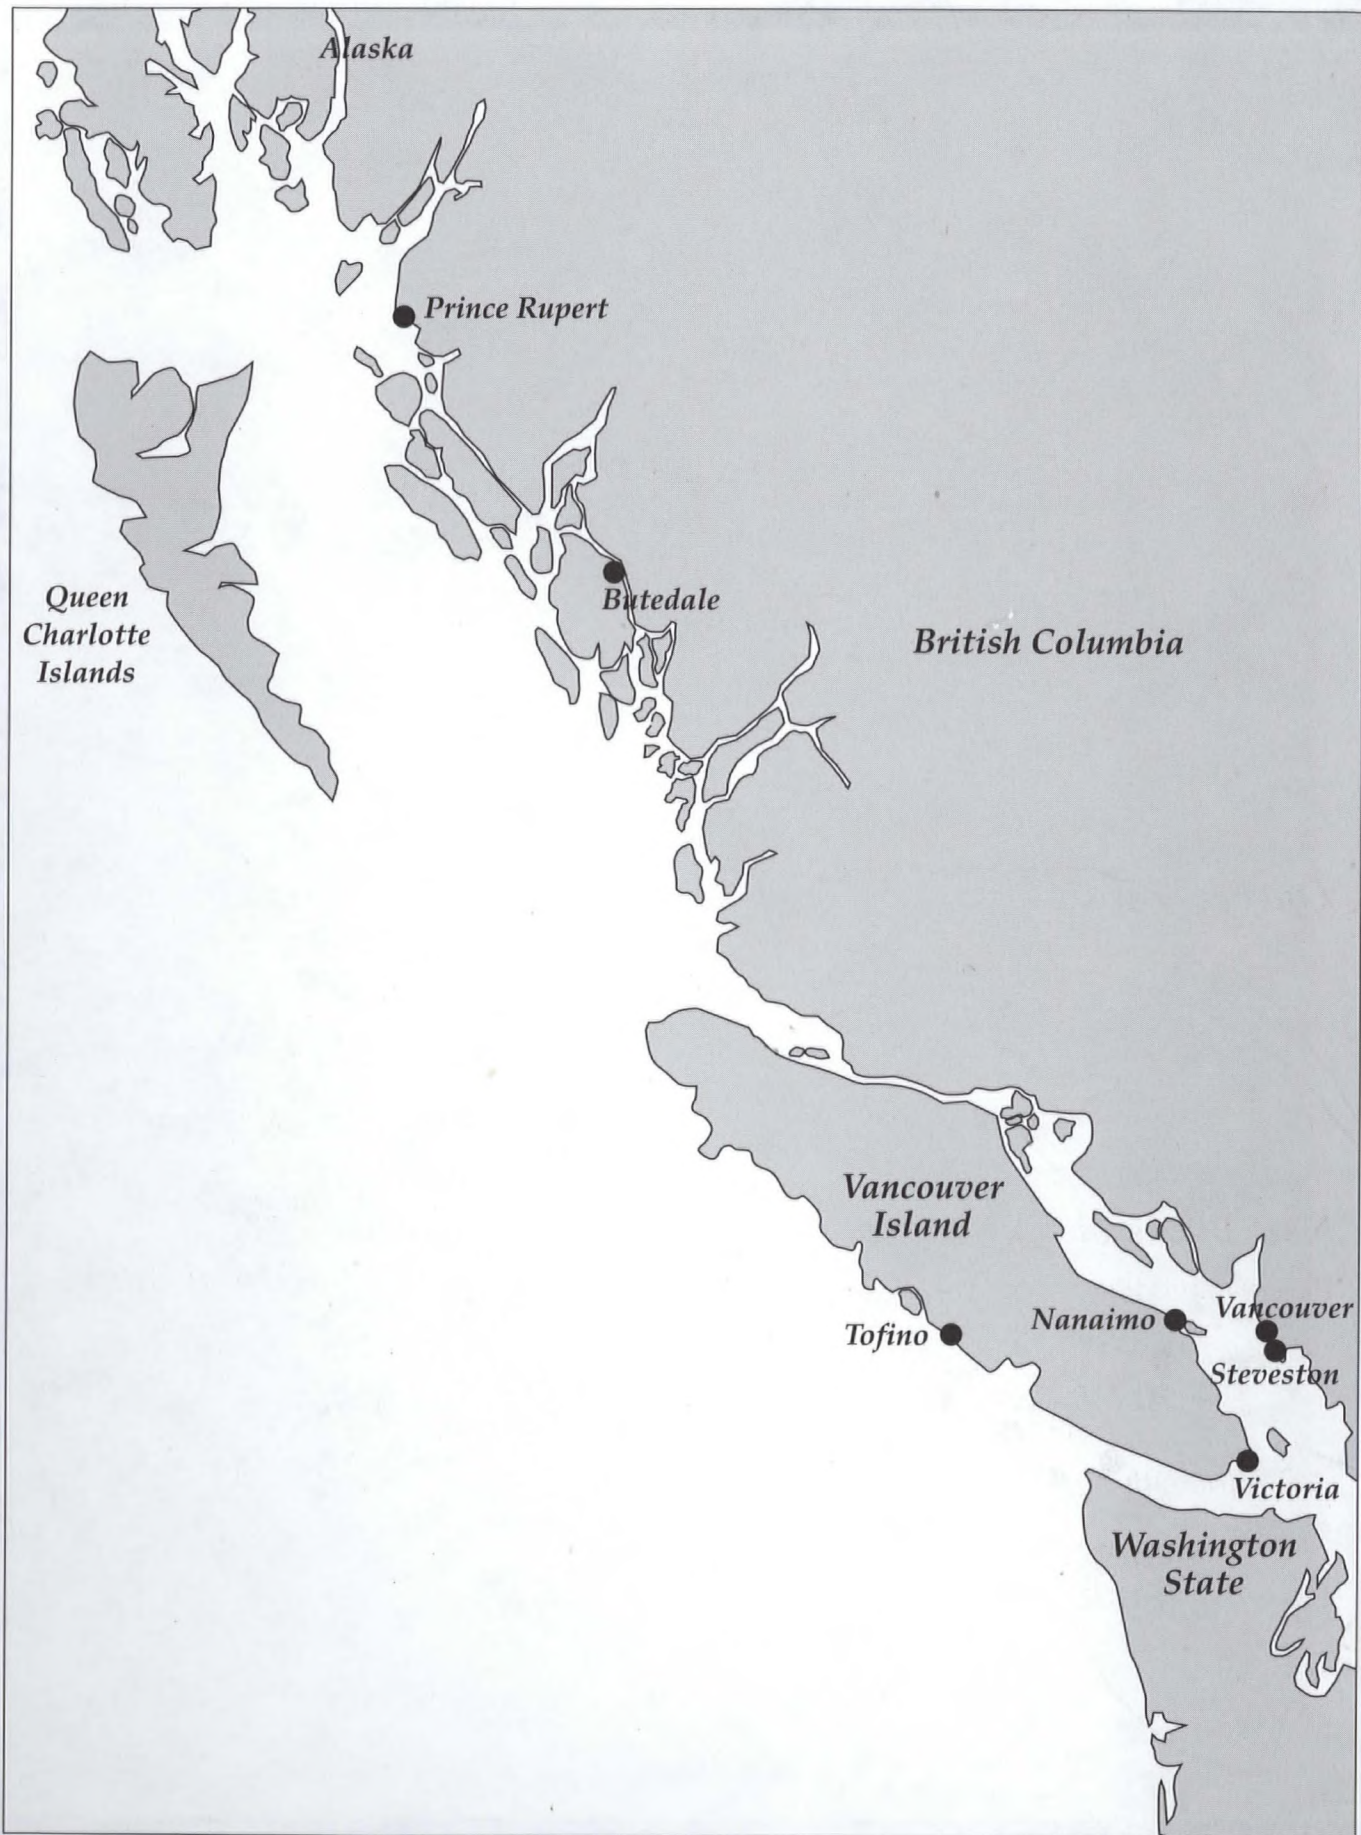 Alaska
Prince Rupert
Queen
Charlotte
Islands
Butedale
British Columbia
Vancouver
Island
Tofino
Nanaimo
Vancouver
Steveston
Victoria
Washington
State